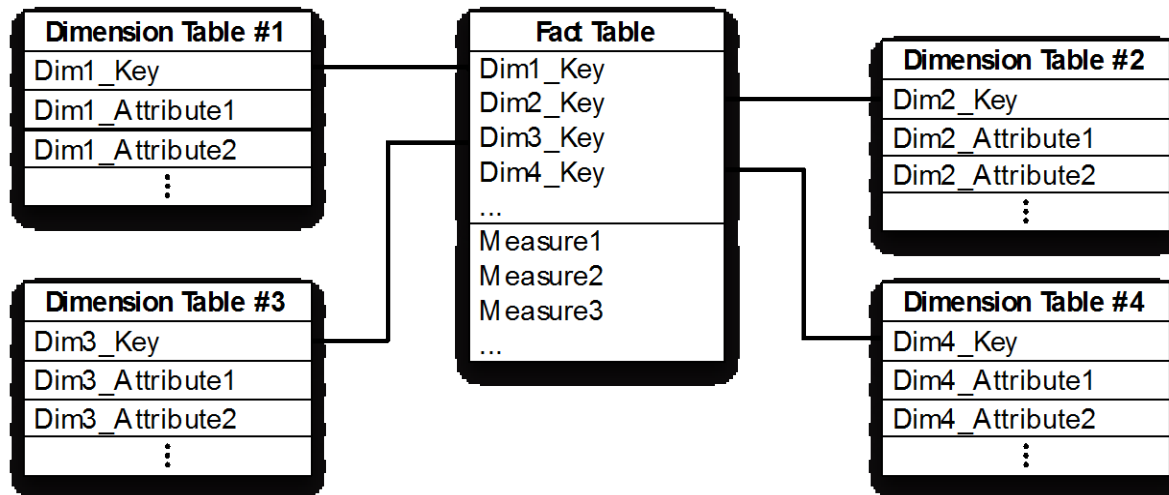 Dimension Table #1
Dim1_Key
Dim1_Attribute1
Dim1_Attribute2
Fact Table
Dim1_Key
Dim2_Key
Dim3_Key
Dim4_Key
...
Measure1
Measure2
Measure3
...
Dimension Table #2
Dim2_Key
Dim2_Attribute1
Dim2_Attribute2
Dimension Table #3
Dim3_Key
Dim3_Attribute1
Dim3_Attribute2
Dimension Table #4
Dim4_Key
Dim4_Attribute1
Dim4_Attribute2